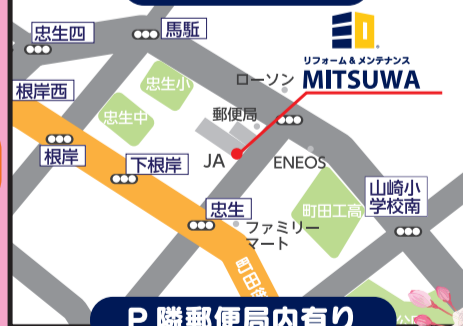 忠生四
馬駈
リフォーム & メンテナンス
MITSUWA
忠生小
ローソン
根岸西
忠生中
郵便局
根岸
下根岸
JA
ENEOS
山崎小
学校南
町田工高
忠生
ファミリー
マート
町田街
P 隣郵便局内有り